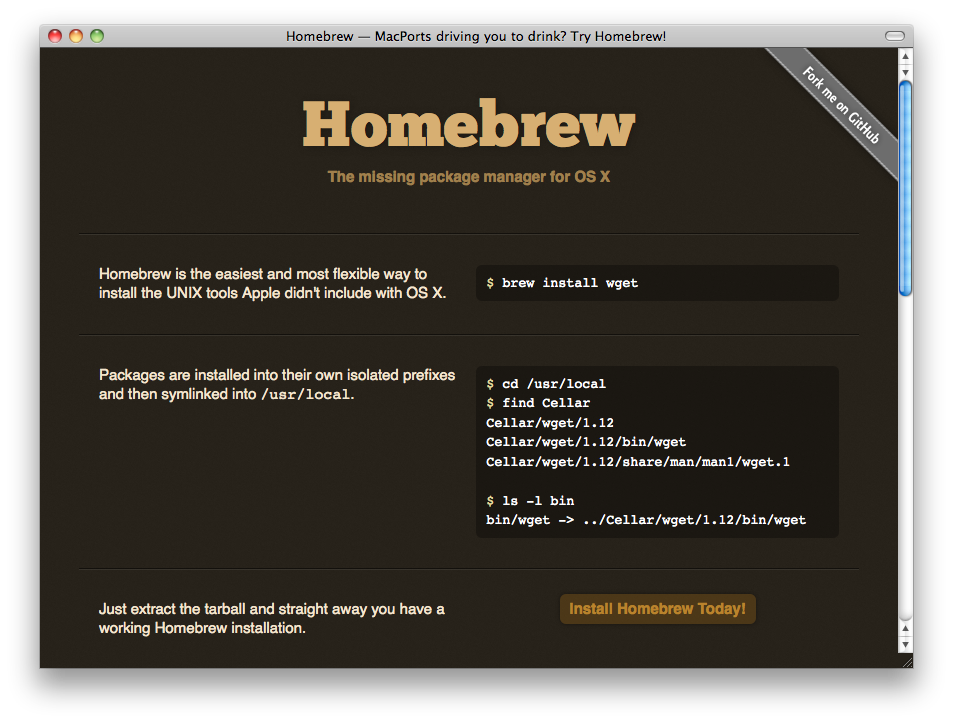 Homebrew — MacPorts driving you to drink? Try Homebrew!
Fork me on GitHub
Homebrew
The missing package manager for OS X
Homebrew is the easiest and most flexible way to
install the UNIX tools Apple didn't include with OS X.
$ brew install wget
Packages are installed into their own isolated prefixes
and then symlinked into /usr/local.
$ cd /usr/local
$ find Cellar
Cellar/wget/1.12
Cellar/wget/1.12/bin/wget
Cellar/wget/1.12/share/man/man1/wget.1
$ ls -l bin
bin/wget -> ../Cellar/wget/1.12/bin/wget
Just extract the tarball and straight away you have a
working Homebrew installation.
Install Homebrew Today!